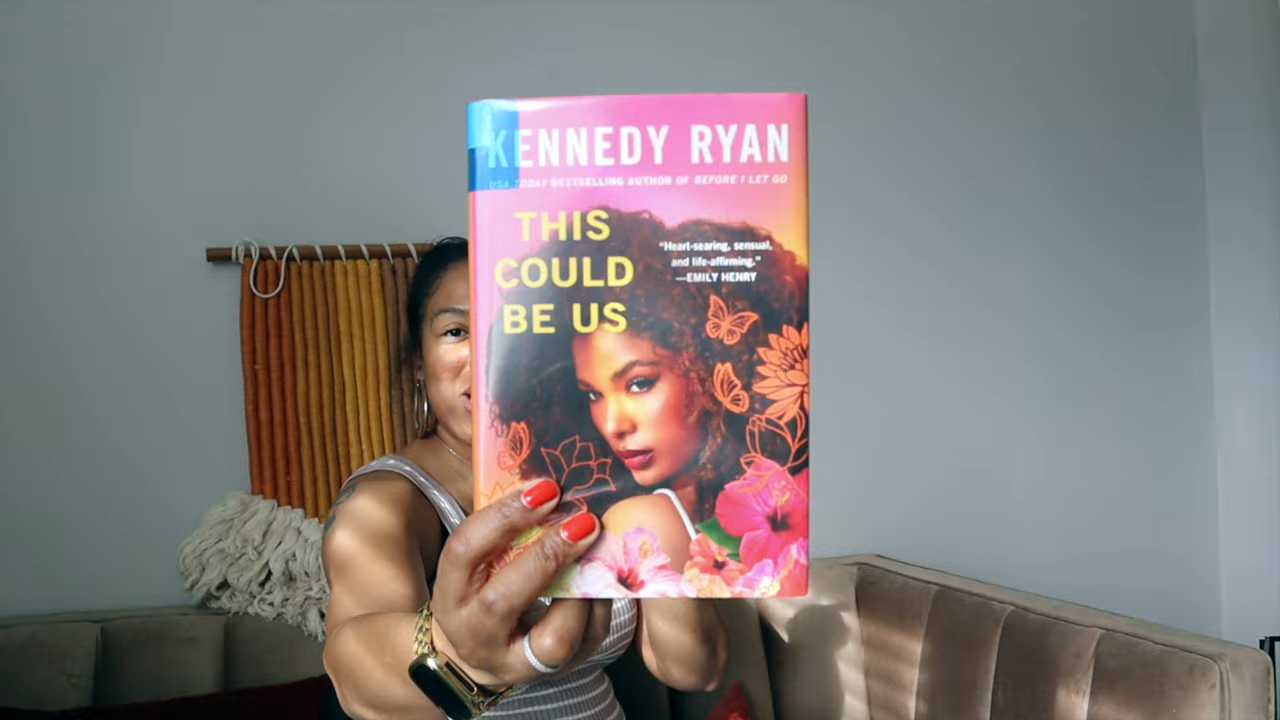 KENNEDY RYAN
USA TODAY BESTSELLING AUTHOR OF BEFORE I LET GO
THIS
COULD
BE US
"Heart-searing, sensual,
and life-affirming."
—EMILY HENRY